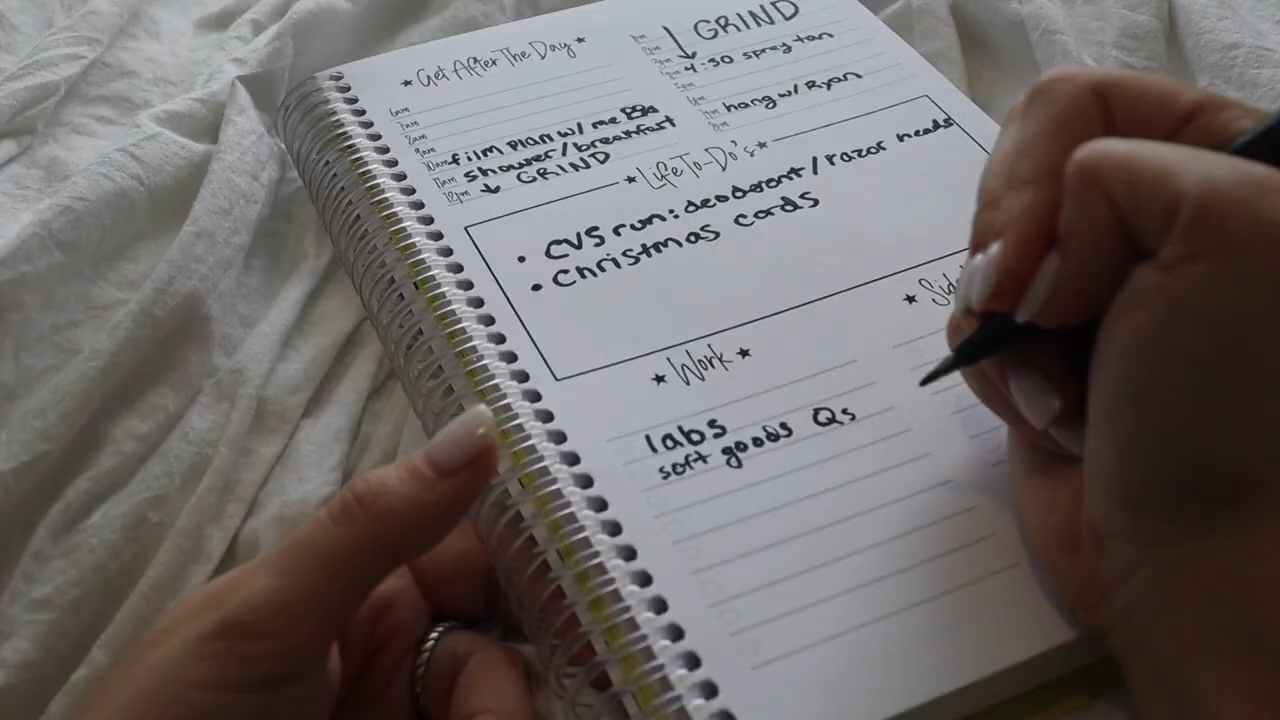 ★ Get After The Day ★
6am
7am
8am
9am film plan w/ me
10am shower/breakfast
11am ↓ GRIND
12pm
1pm ↓ GRIND
2pm
3pm
4pm 4:30 spray tan
5pm
6pm
7pm hang w/ Ryan
8pm
★ Life To-Do's ★
• CVS run: deodorant/razor heads
• Christmas cards
★ Work ★
labs
soft goods Qs
★ Sid